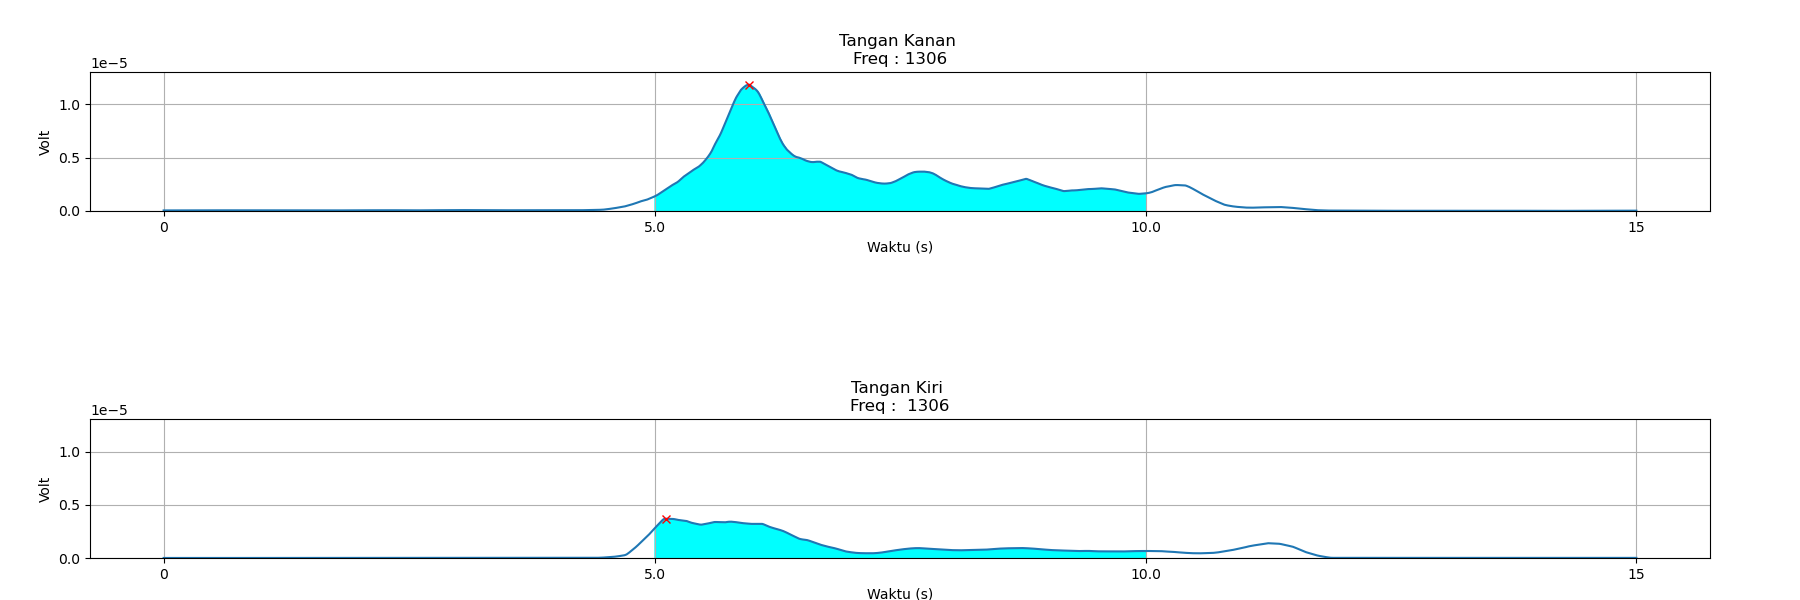 Tangan Kanan
Freq : 1306
1e−5
1.0
0.5
0.0
Volt
0 5.0 10.0 15
Waktu (s)
Tangan Kiri
Freq :  1306
1e−5
1.0
0.5
0.0
Volt
0 5.0 10.0 15
Waktu (s)